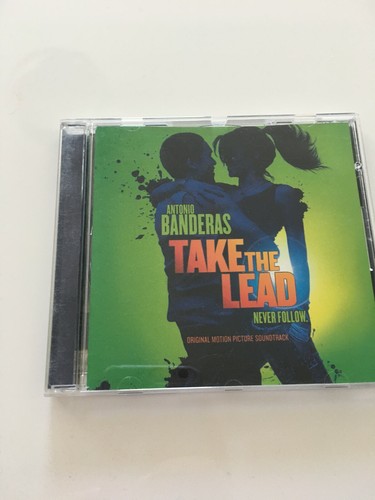 ANTONIO
BANDERAS
TAKE THE
LEAD
NEVER FOLLOW.
ORIGINAL MOTION PICTURE SOUNDTRACK